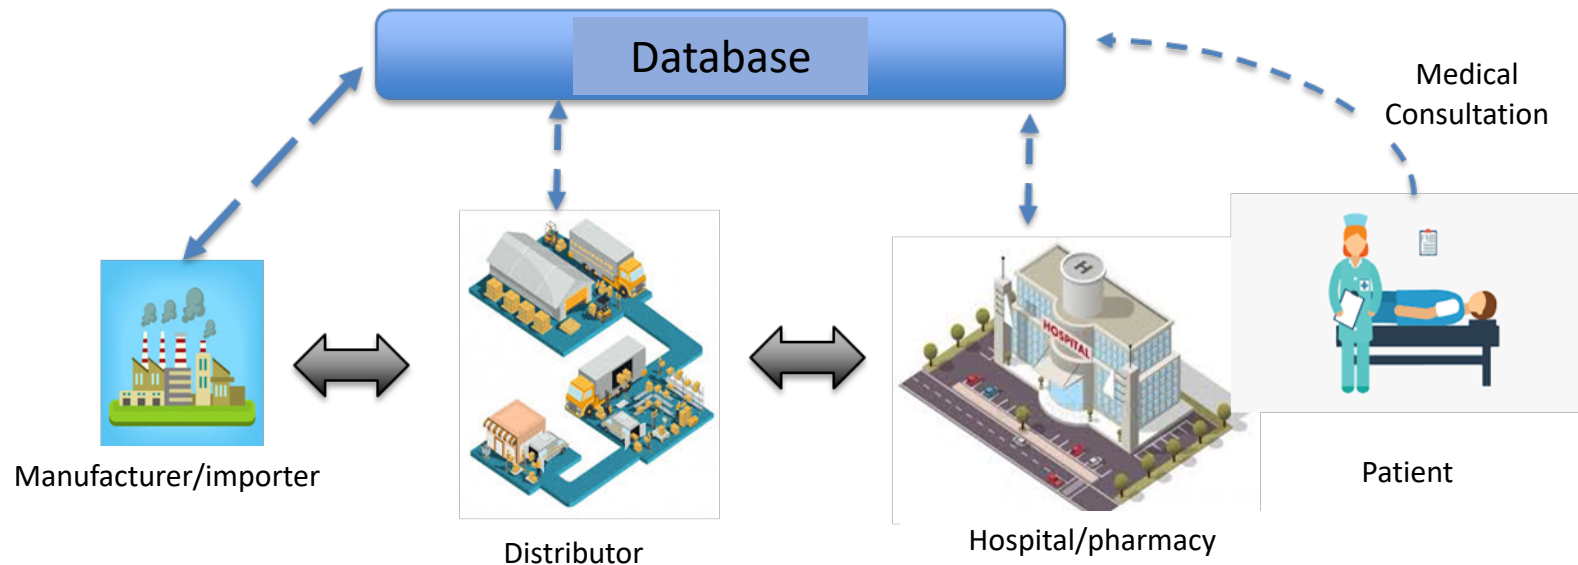 Database
Medical
Consultation
H
HOSPITAL
Manufacturer/importer
Distributor
Hospital/pharmacy
Patient